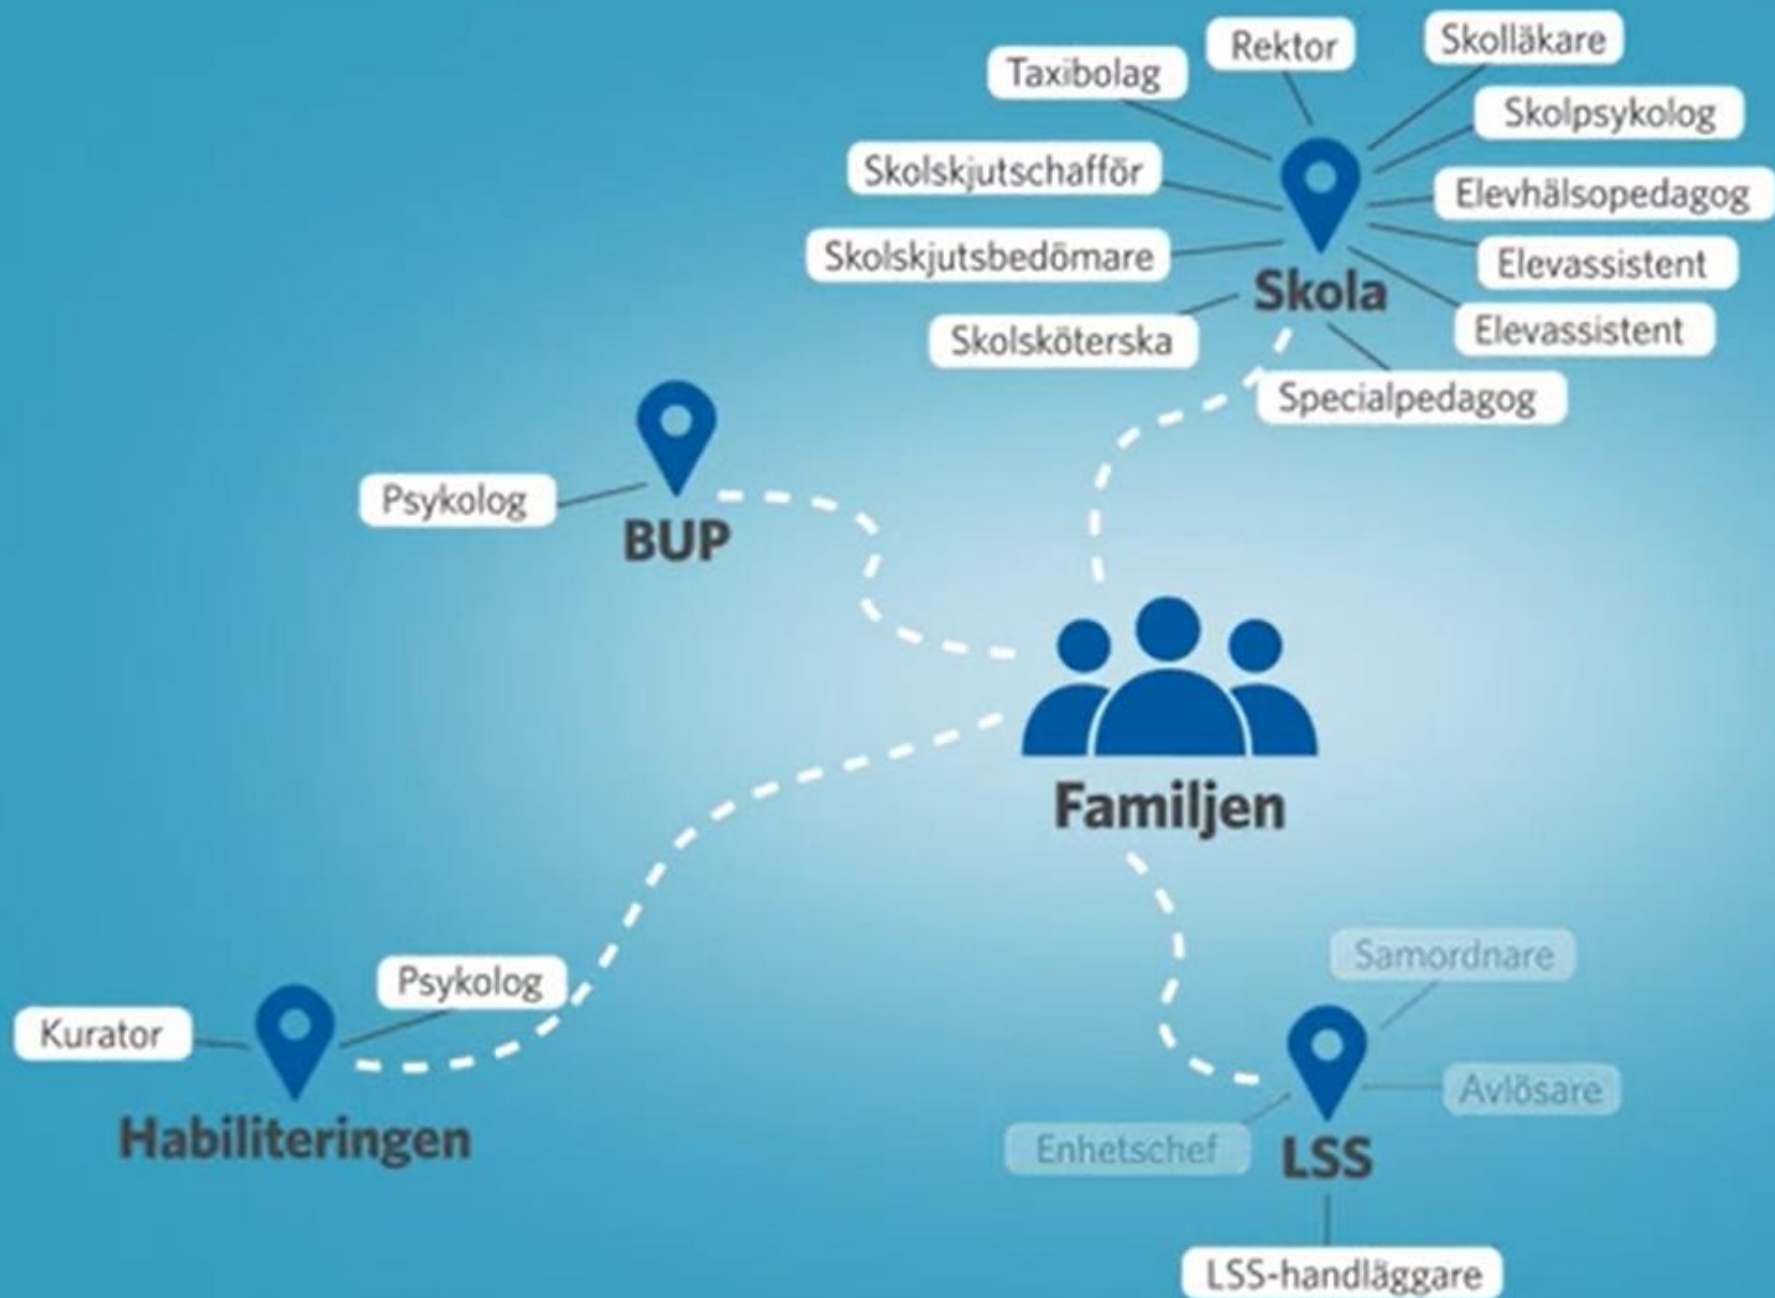 Rektor
Skolläkare
Taxibolag
Skolpsykolog
Skolskjutschafför
Elevhälsopedagog
Skolskjutsbedömare
Elevassistent
Skola
Elevassistent
Skolsköterska
Specialpedagog
Psykolog
BUP
Familjen
Samordnare
Psykolog
Kurator
Avlösare
Habiliteringen
Enhetschef
LSS
LSS-handläggare